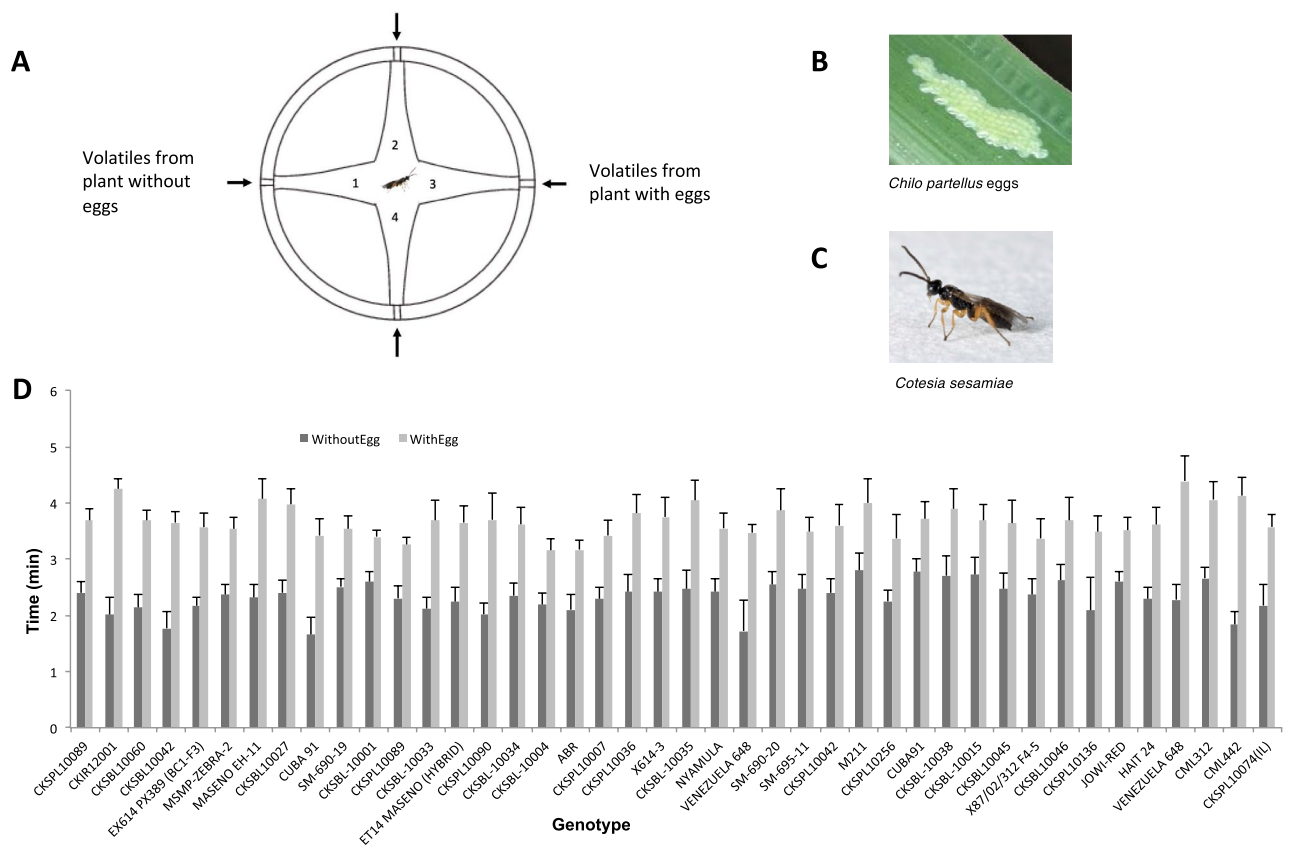 A
Volatiles from
plant without
eggs
2
1
3
4
Volatiles from
plant with eggs
B
Chilo partellus eggs
C
Cotesia sesamiae
D
6
5
4
3
2
1
0
Time (min)
WithoutEgg
WithEgg
CKSPL10089
CKIR12001
CKSBL10060
CKSBL10042
EX614 PX389 (BC1-F3)
MSMP-ZEBRA-2
MASENO EH-11
CKSBL10027
CUBA 91
SM-690-19
CKSBL-10001
CKSPL10089
CKSBL-10033
ET14 MASENO (HYBRID)
CKSPL10090
CKSBL-10034
CKSBL-10004
ABR
CKSPL10007
CKSPL10036
X614-3
CKSBL-10035
NYAMULA
VENEZUELA 648
SM-690-20
SM-695-11
CKSPL10042
M211
CKSPL10256
CUBA91
CKSBL-10038
CKSBL-10015
CKSBL10045
X87/02/312 F4-5
CKSBL10046
CKSPL10136
JOWI-RED
HAIT 24
VENEZUELA 648
CML312
CML442
CKSPL10074(IL)
Genotype